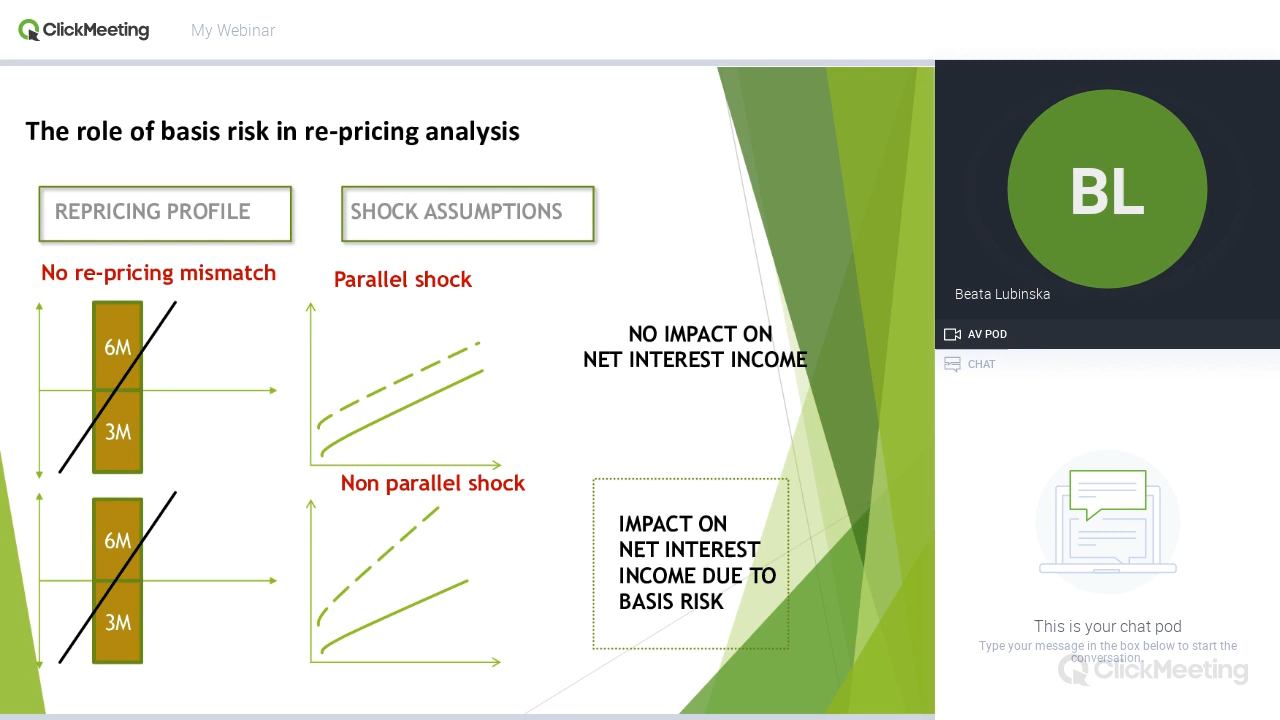 ClickMeeting
My Webinar
The role of basis risk in re-pricing analysis
REPRICING PROFILE
SHOCK ASSUMPTIONS
No re-pricing mismatch
Parallel shock
6M
3M
NO IMPACT ON
NET INTEREST INCOME
Non parallel shock
6M
3M
IMPACT ON
NET INTEREST
INCOME DUE TO
BASIS RISK
BL
Beata Lubinska
AV POD
CHAT
This is your chat pod
Type your message in the box below to start the
conversation.
ClickMeeting